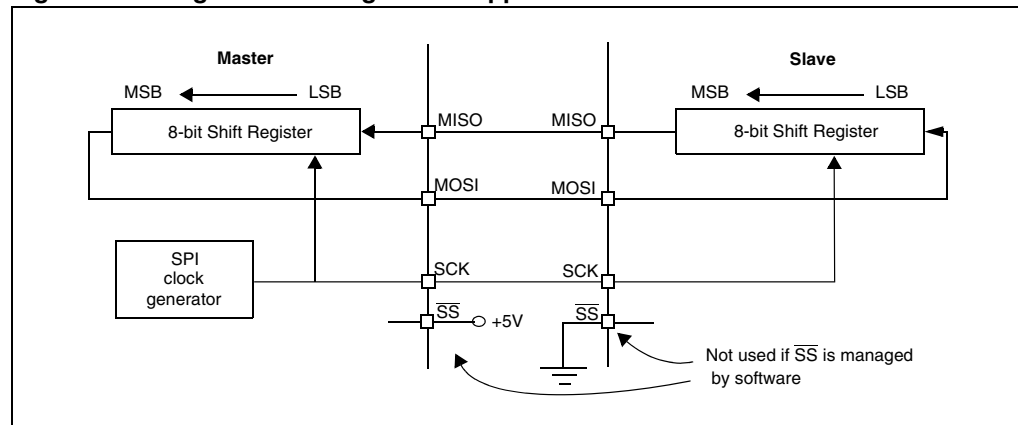 Master
Slave
MSB
LSB
MSB
LSB
8-bit Shift Register
MISO
MISO
8-bit Shift Register
MOSI
MOSI
SPI
clock
generator
SCK
SCK
SS
+5V
SS
Not used if SS is managed
by software